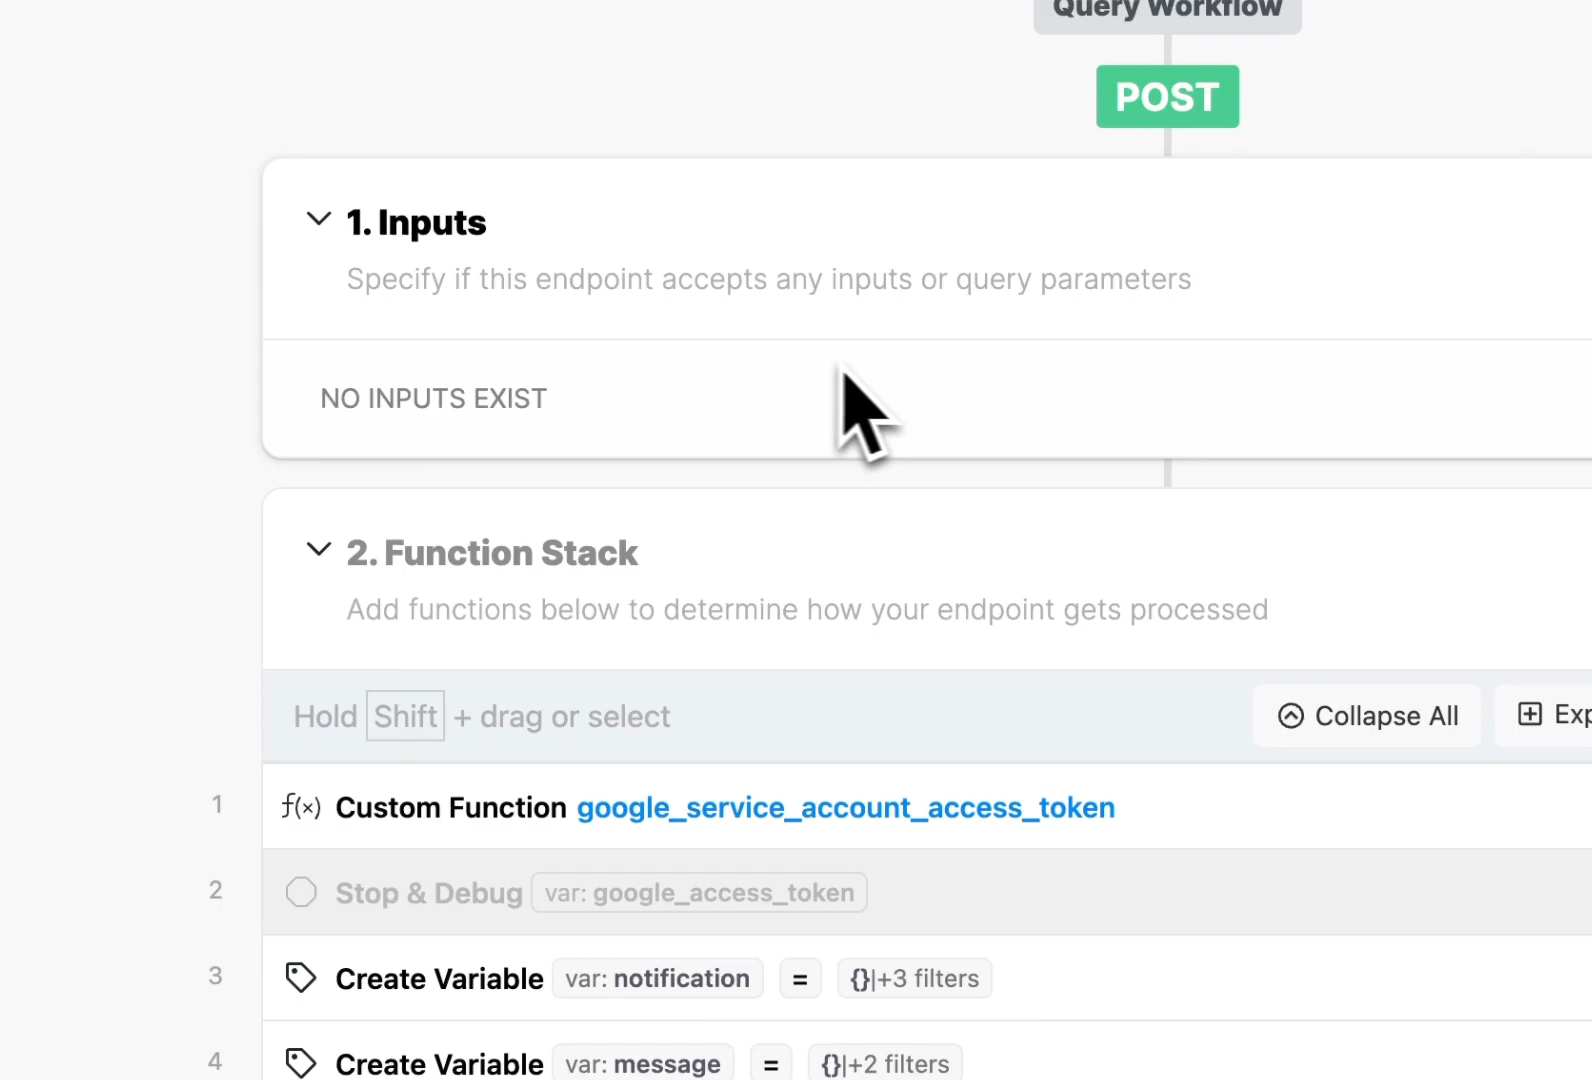 Query Workflow
POST
1. Inputs
Specify if this endpoint accepts any inputs or query parameters
NO INPUTS EXIST
2. Function Stack
Add functions below to determine how your endpoint gets processed
Hold Shift + drag or select Collapse All Exp
1 f(x) Custom Function google_service_account_access_token
2 Stop & Debug var: google_access_token
3 Create Variable var: notification = {}|+3 filters
4 Create Variable var: message = {}|+2 filters